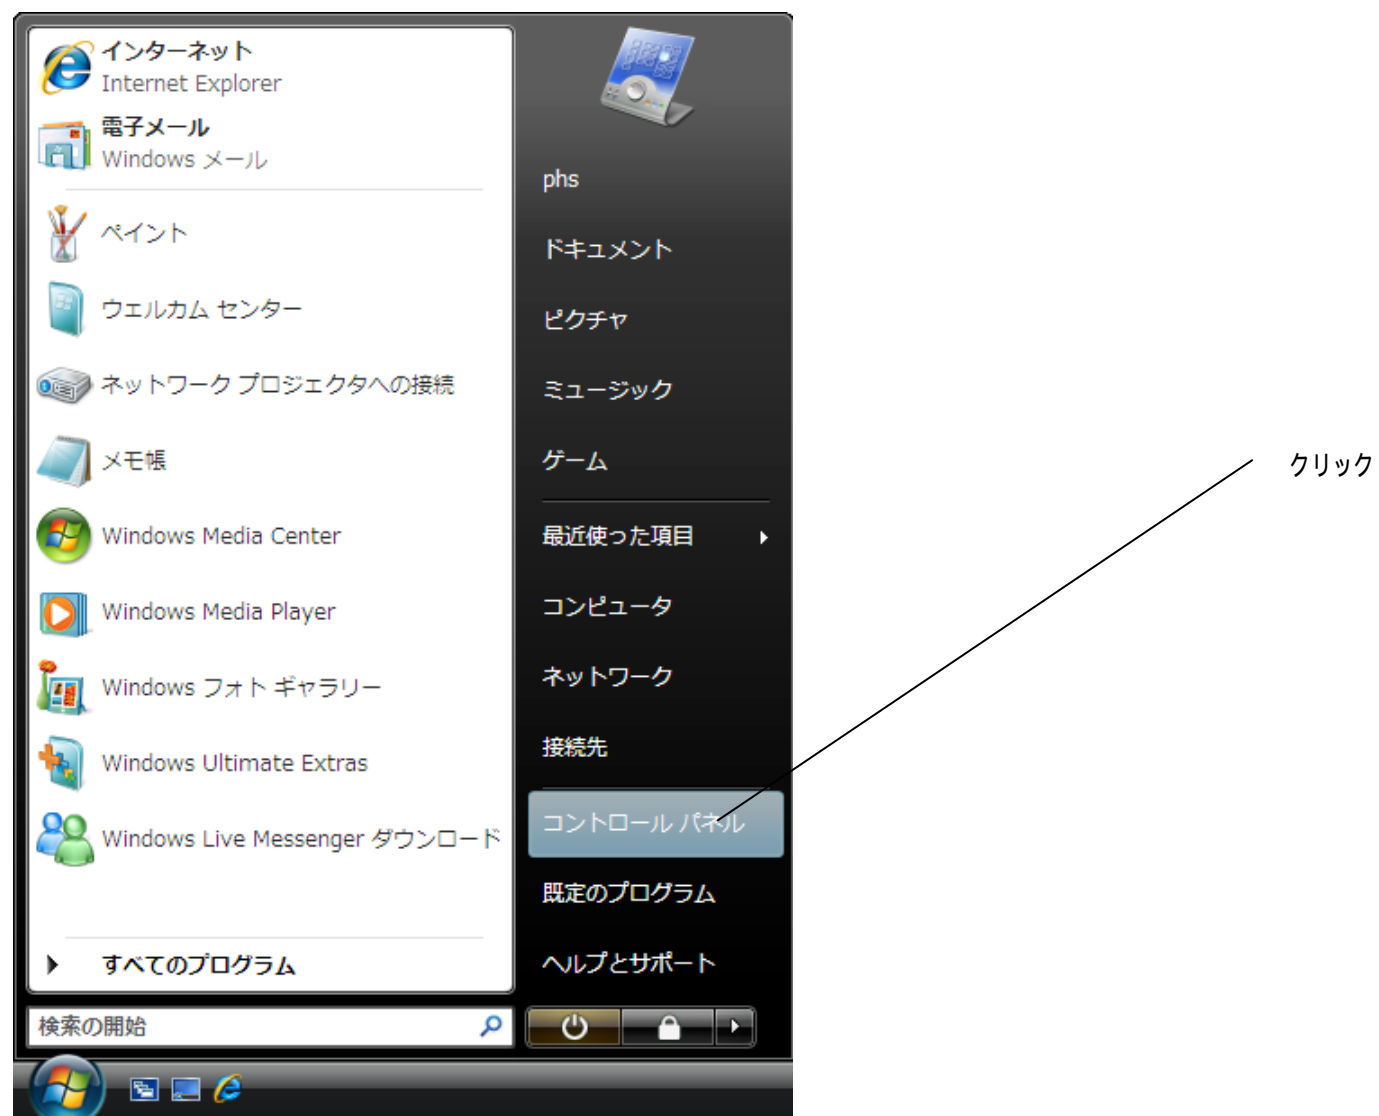 インターネット
Internet Explorer
電子メール
Windows メール
ペイント
ウェルカム センター
ネットワーク プロジェクタへの接続
メモ帳
Windows Media Center
Windows Media Player
Windows フォト ギャラリー
Windows Ultimate Extras
Windows Live Messenger ダウンロード
すべてのプログラム
検索の開始
phs
ドキュメント
ピクチャ
ミュージック
ゲーム
最近使った項目
コンピュータ
ネットワーク
接続先
コントロール パネル
既定のプログラム
ヘルプとサポート
クリック